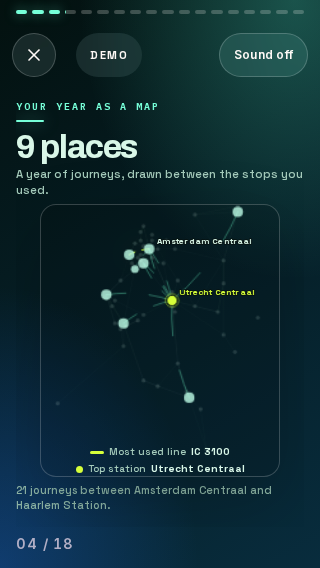 DEMO
Sound off
YOUR YEAR AS A MAP
9 places
A year of journeys, drawn between the stops you
used.
Amsterdam Centraal
Utrecht Centraal
Most used line IC 3100
Top station Utrecht Centraal
21 journeys between Amsterdam Centraal and
Haarlem Station.
04 / 18